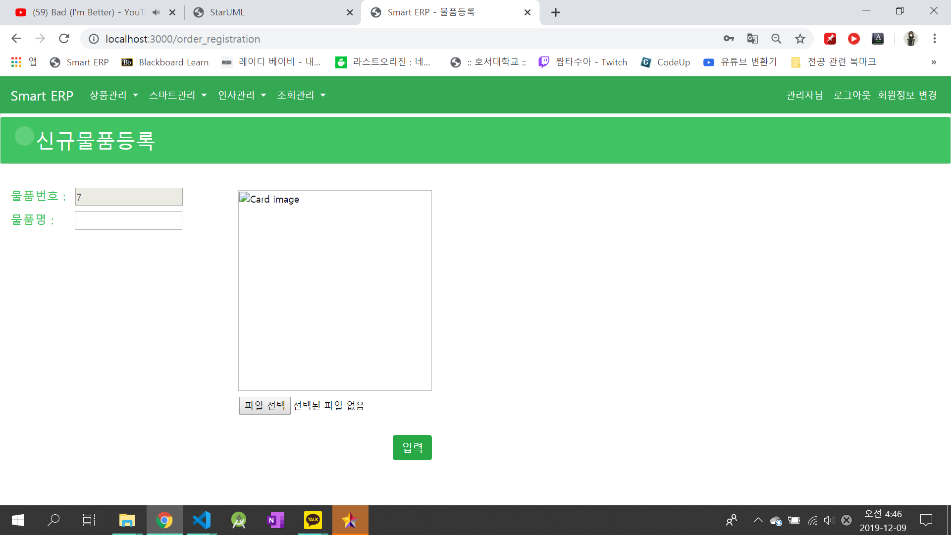 (59) Bad (I'm Better) - YouT
StarUML
Smart ERP - 물품등록
localhost:3000/order_registration
앱
Smart ERP
Blackboard Learn
레이디 베이비 - 내...
라스트오리진 : 네...
:: 호서대학교 ::
짬타수아 - Twitch
CodeUp
유튜브 변환기
전공 관련 북마크
»
Smart ERP
상품관리
스마트관리
인사관리
조회관리
관리사님
로그아웃
회원정보 변경
신규물품등록
물품번호 :
7
물품명 :
Card image
파일 선택
선택된 파일 없음
입력
TALK
오전 4:46
2019-12-09